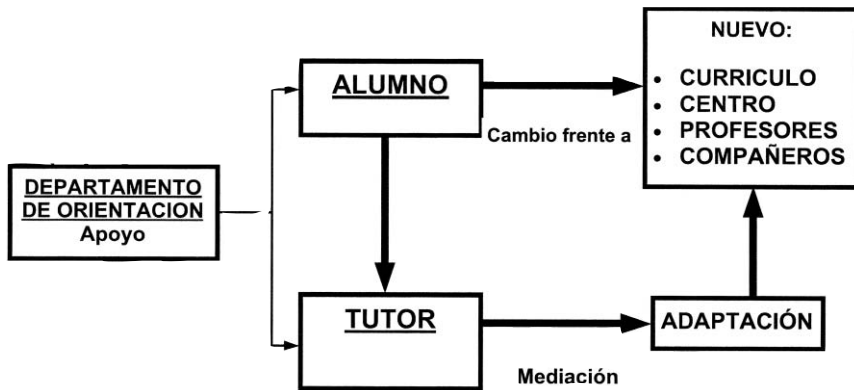 DEPARTAMENTO
DE ORIENTACION
Apoyo
ALUMNO
Cambio frente a
NUEVO:
• CURRICULO
• CENTRO
• PROFESORES
• COMPAÑEROS
TUTOR
Mediación
ADAPTACIÓN